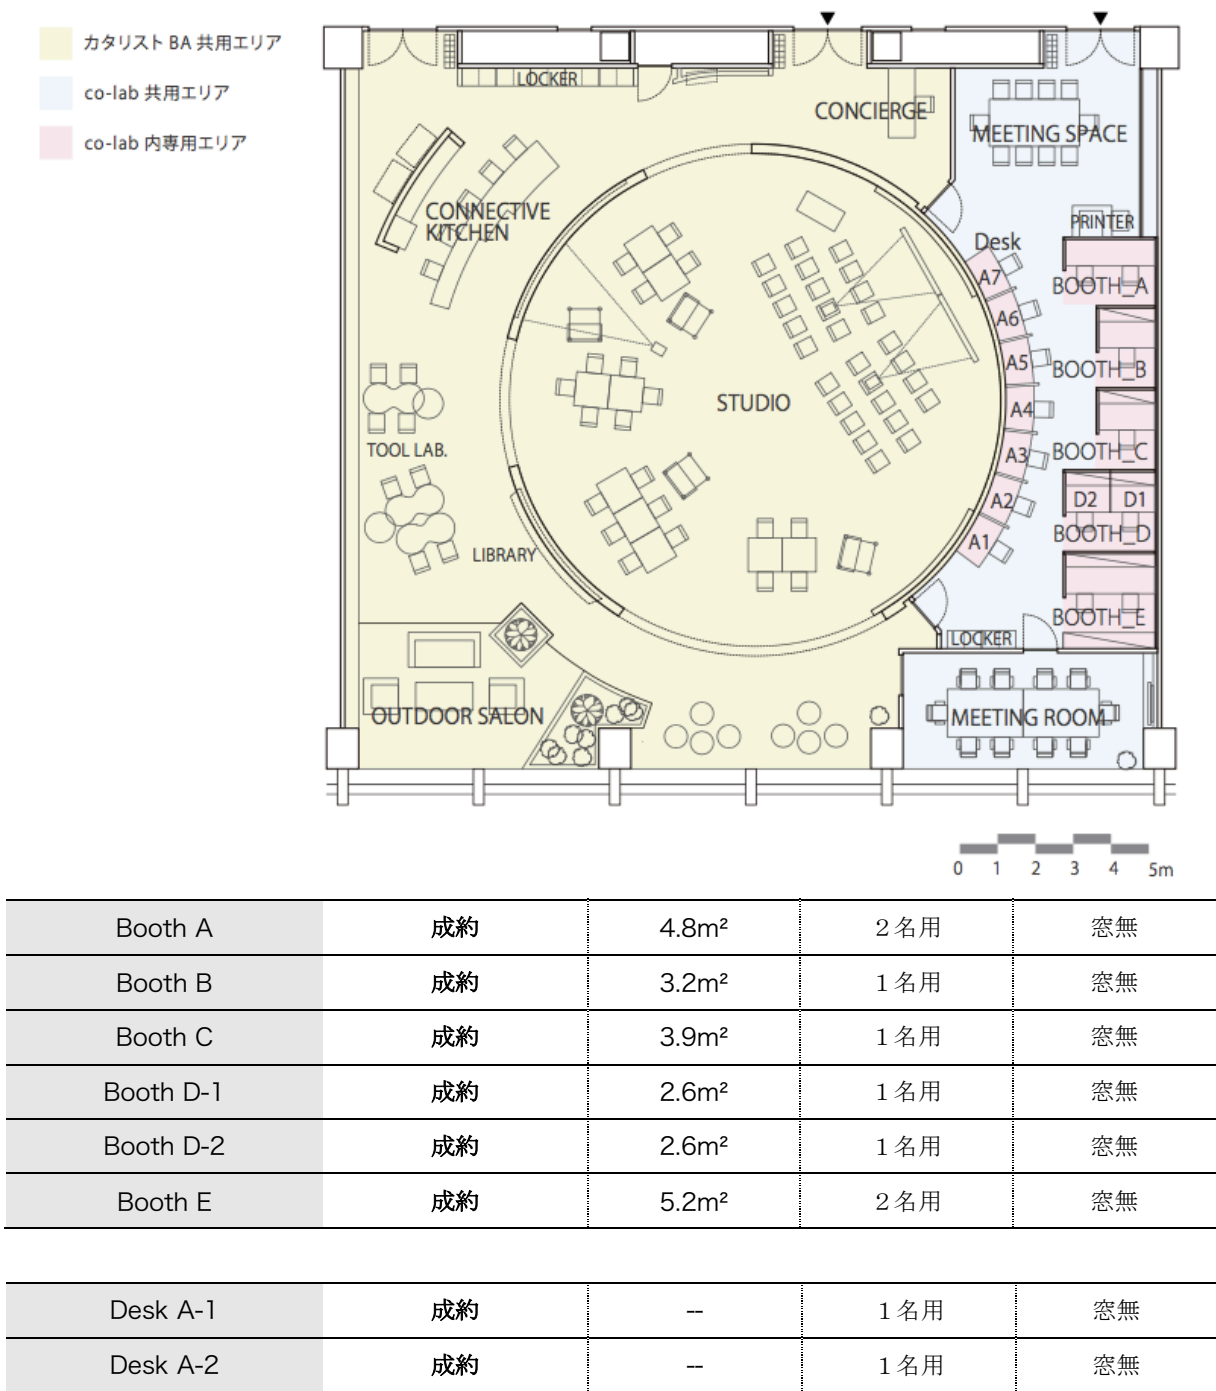 カタリスト BA 共用エリア
co-lab 共用エリア
co-lab 内専用エリア
LOCKER
CONCIERGE
MEETING SPACE
CONNECTIVE
KITCHEN
PRINTER
Desk
A7
BOOTH_A
A6
A5
BOOTH_B
STUDIO
A4
TOOL LAB.
A3
BOOTH_C
A2
D2 D1
BOOTH_D
A1
LIBRARY
BOOTH_E
LOCKER
OUTDOOR SALON
MEETING ROOM
0 1 2 3 4 5m
Booth A 成約 4.8m² 2名用 窓無
Booth B 成約 3.2m² 1名用 窓無
Booth C 成約 3.9m² 1名用 窓無
Booth D-1 成約 2.6m² 1名用 窓無
Booth D-2 成約 2.6m² 1名用 窓無
Booth E 成約 5.2m² 2名用 窓無
Desk A-1 成約 -- 1名用 窓無
Desk A-2 成約 -- 1名用 窓無